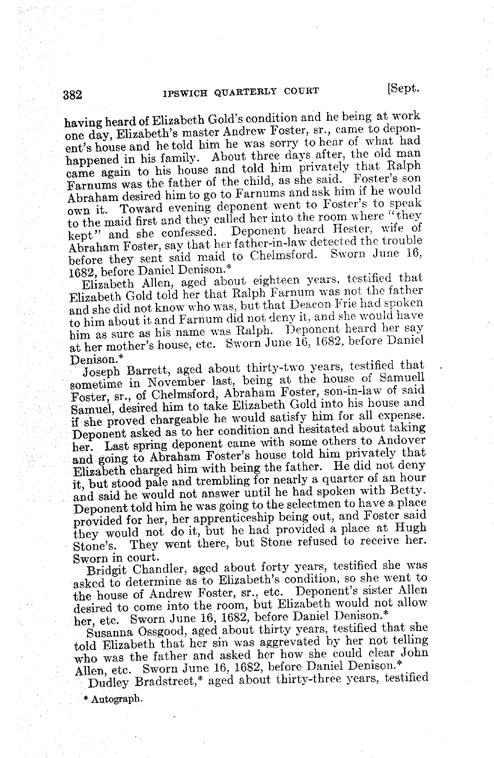 382 IPSWICH QUARTERLY COURT [Sept.
having heard of Elizabeth Gold's condition and he being at work
one day, Elizabeth's master Andrew Foster, sr., came to depon-
ent's house and he told him he was sorry to hear of what had
happened in his family. About three days after, the old man
came again to his house and told him privately that Ralph
Farnums was the father of the child, as she said. Foster's son
Abraham desired him to go to Farnums and ask him if he would
own it. Toward evening deponent went to Foster's to speak
to the maid first and they called her into the room where "they
kept" and she confessed. Deponent heard Hester, wife of
Abraham Foster, say that her father-in-law detected the trouble
before they sent said maid to Chelmsford. Sworn June 16,
1682, before Daniel Denison.*
Elizabeth Allen, aged about eighteen years, testified that
Elizabeth Gold told her that Ralph Farnum was not the father
and she did not know who was, but that Deacon Frie had spoken
to him about it and Farnum did not deny it, and she would have
him as sure as his name was Ralph. Deponent heard her say
at her mother's house, etc. Sworn June 16, 1682, before Daniel
Denison.*
Joseph Barrett, aged about thirty-two years, testified that
sometime in November last, being at the house of Samuell
Foster, sr., of Chelmsford, Abraham Foster, son-in-law of said
Samuel, desired him to take Elizabeth Gold into his house and
if she proved chargeable he would satisfy him for all expense.
Deponent asked as to her condition and hesitated about taking
her. Last spring deponent came with some others to Andover
and going to Abraham Foster's house told him privately that
Elizabeth charged him with being the father. He did not deny
it, but stood pale and trembling for nearly a quarter of an hour
and said he would not answer until he had spoken with Betty.
Deponent told him he was going to the selectmen to have a place
provided for her, her apprenticeship being out, and Foster said
they would not do it, but he had provided a place at Hugh
Stone's. They went there, but Stone refused to receive her.
Sworn in court.
Bridgit Chandler, aged about forty years, testified she was
asked to determine as to Elizabeth's condition, so she went to
the house of Andrew Foster, sr., etc. Deponent's sister Allen
desired to come into the room, but Elizabeth would not allow
her, etc. Sworn June 16, 1682, before Daniel Denison.*
Susanna Ossgood, aged about thirty years, testified that she
told Elizabeth that her sin was aggrevated by her not telling
who was the father and asked her how she could clear John
Allen, etc. Sworn June 16, 1682, before Daniel Denison.*
Dudley Bradstreet,* aged about thirty-three years, testified
* Autograph.